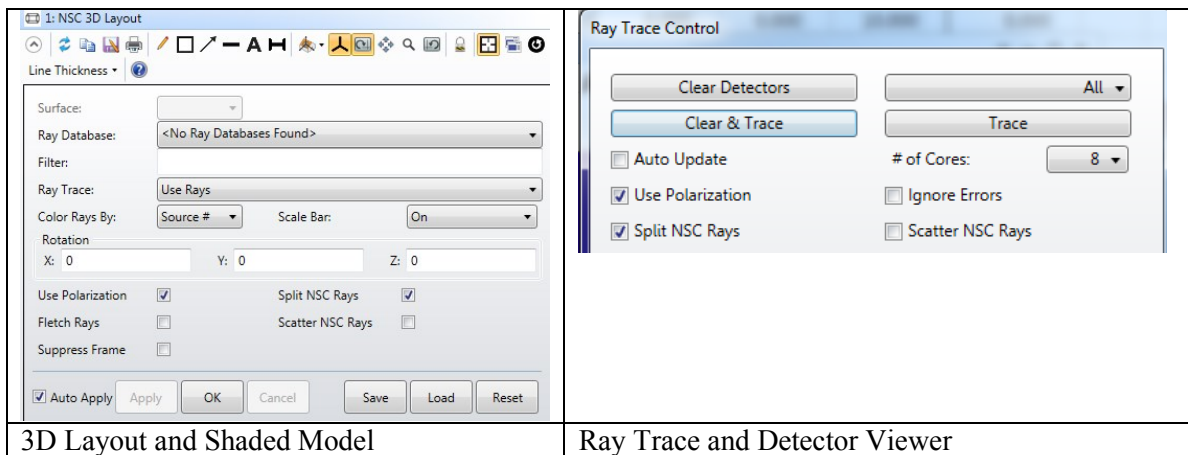 1: NSC 3D Layout
A
Line Thickness
Surface:
Ray Database: <No Ray Databases Found>
Filter:
Ray Trace: Use Rays
Color Rays By: Source # Scale Bar: On
Rotation
X: 0 Y: 0 Z: 0
Use Polarization Split NSC Rays
Fletch Rays Scatter NSC Rays
Suppress Frame
Auto Apply Apply OK Cancel Save Load Reset
3D Layout and Shaded Model
Ray Trace Control
Clear Detectors All
Clear & Trace Trace
Auto Update # of Cores: 8
Use Polarization Ignore Errors
Split NSC Rays Scatter NSC Rays
Ray Trace and Detector Viewer